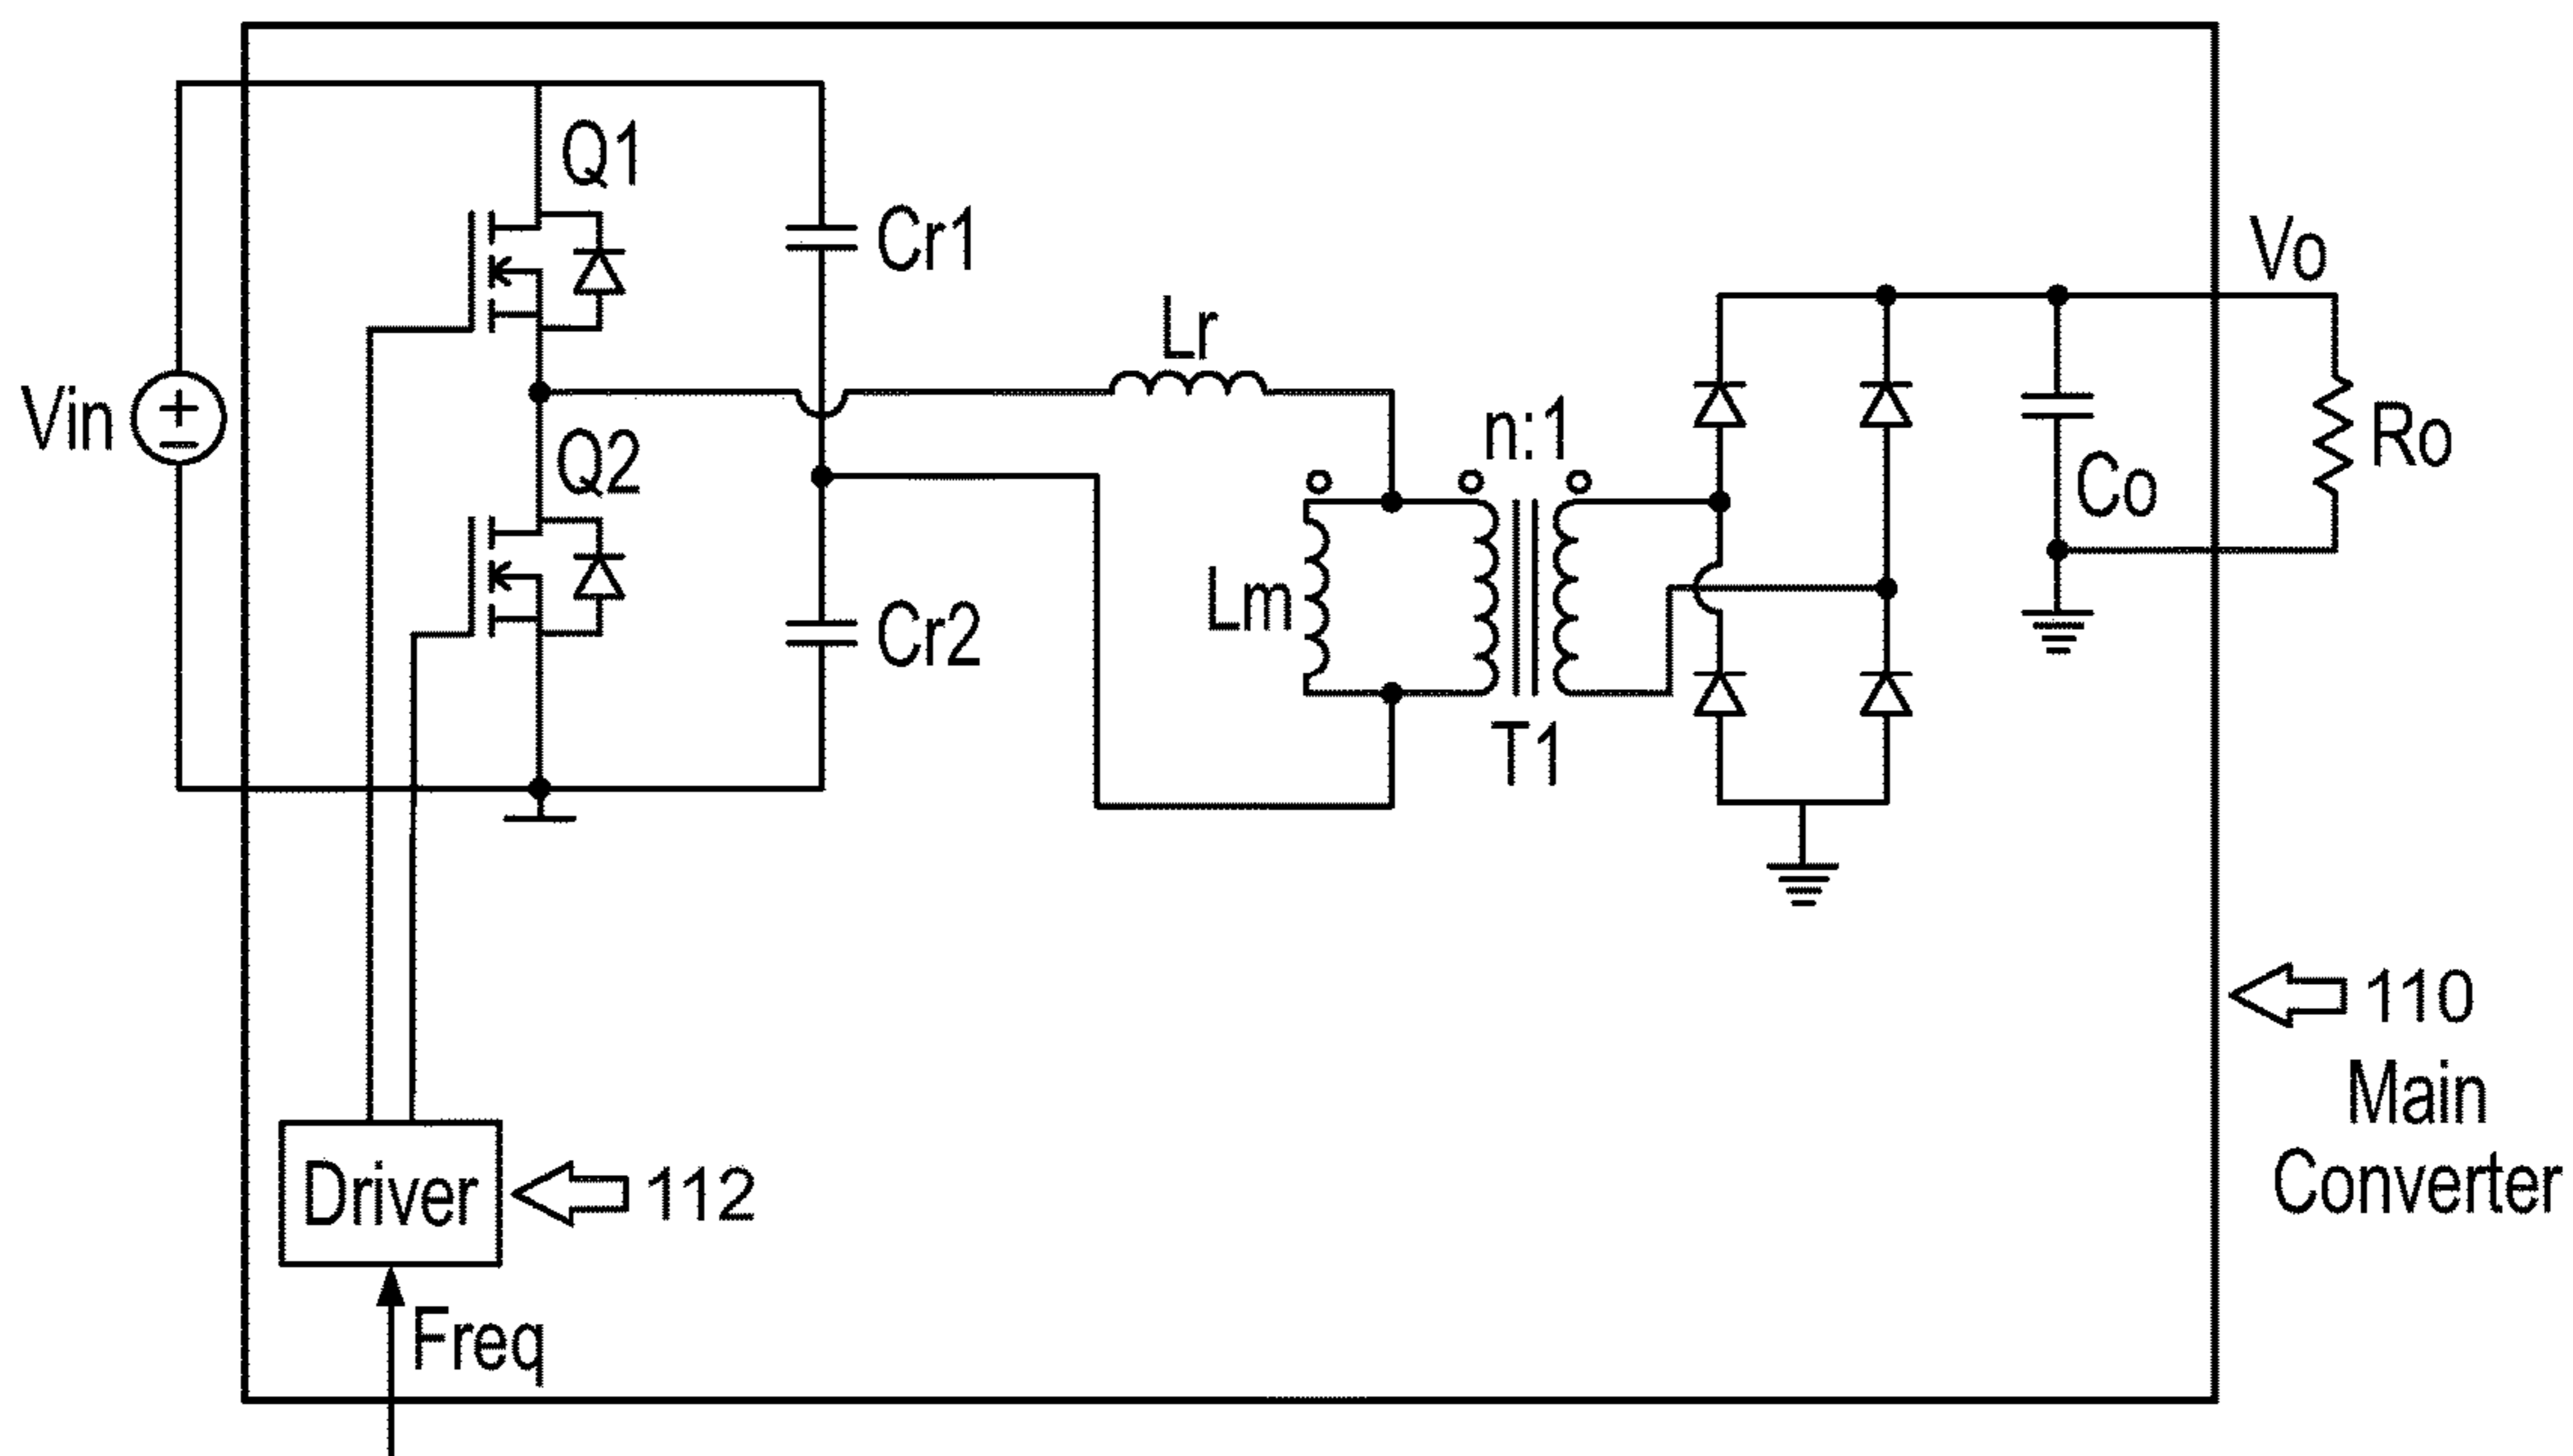 Q1
Cr1
Vo
Lr
Vin
n:1
Ro
Q2
Co
Lm
Cr2
T1
110
Main
Converter
Driver
112
Freq